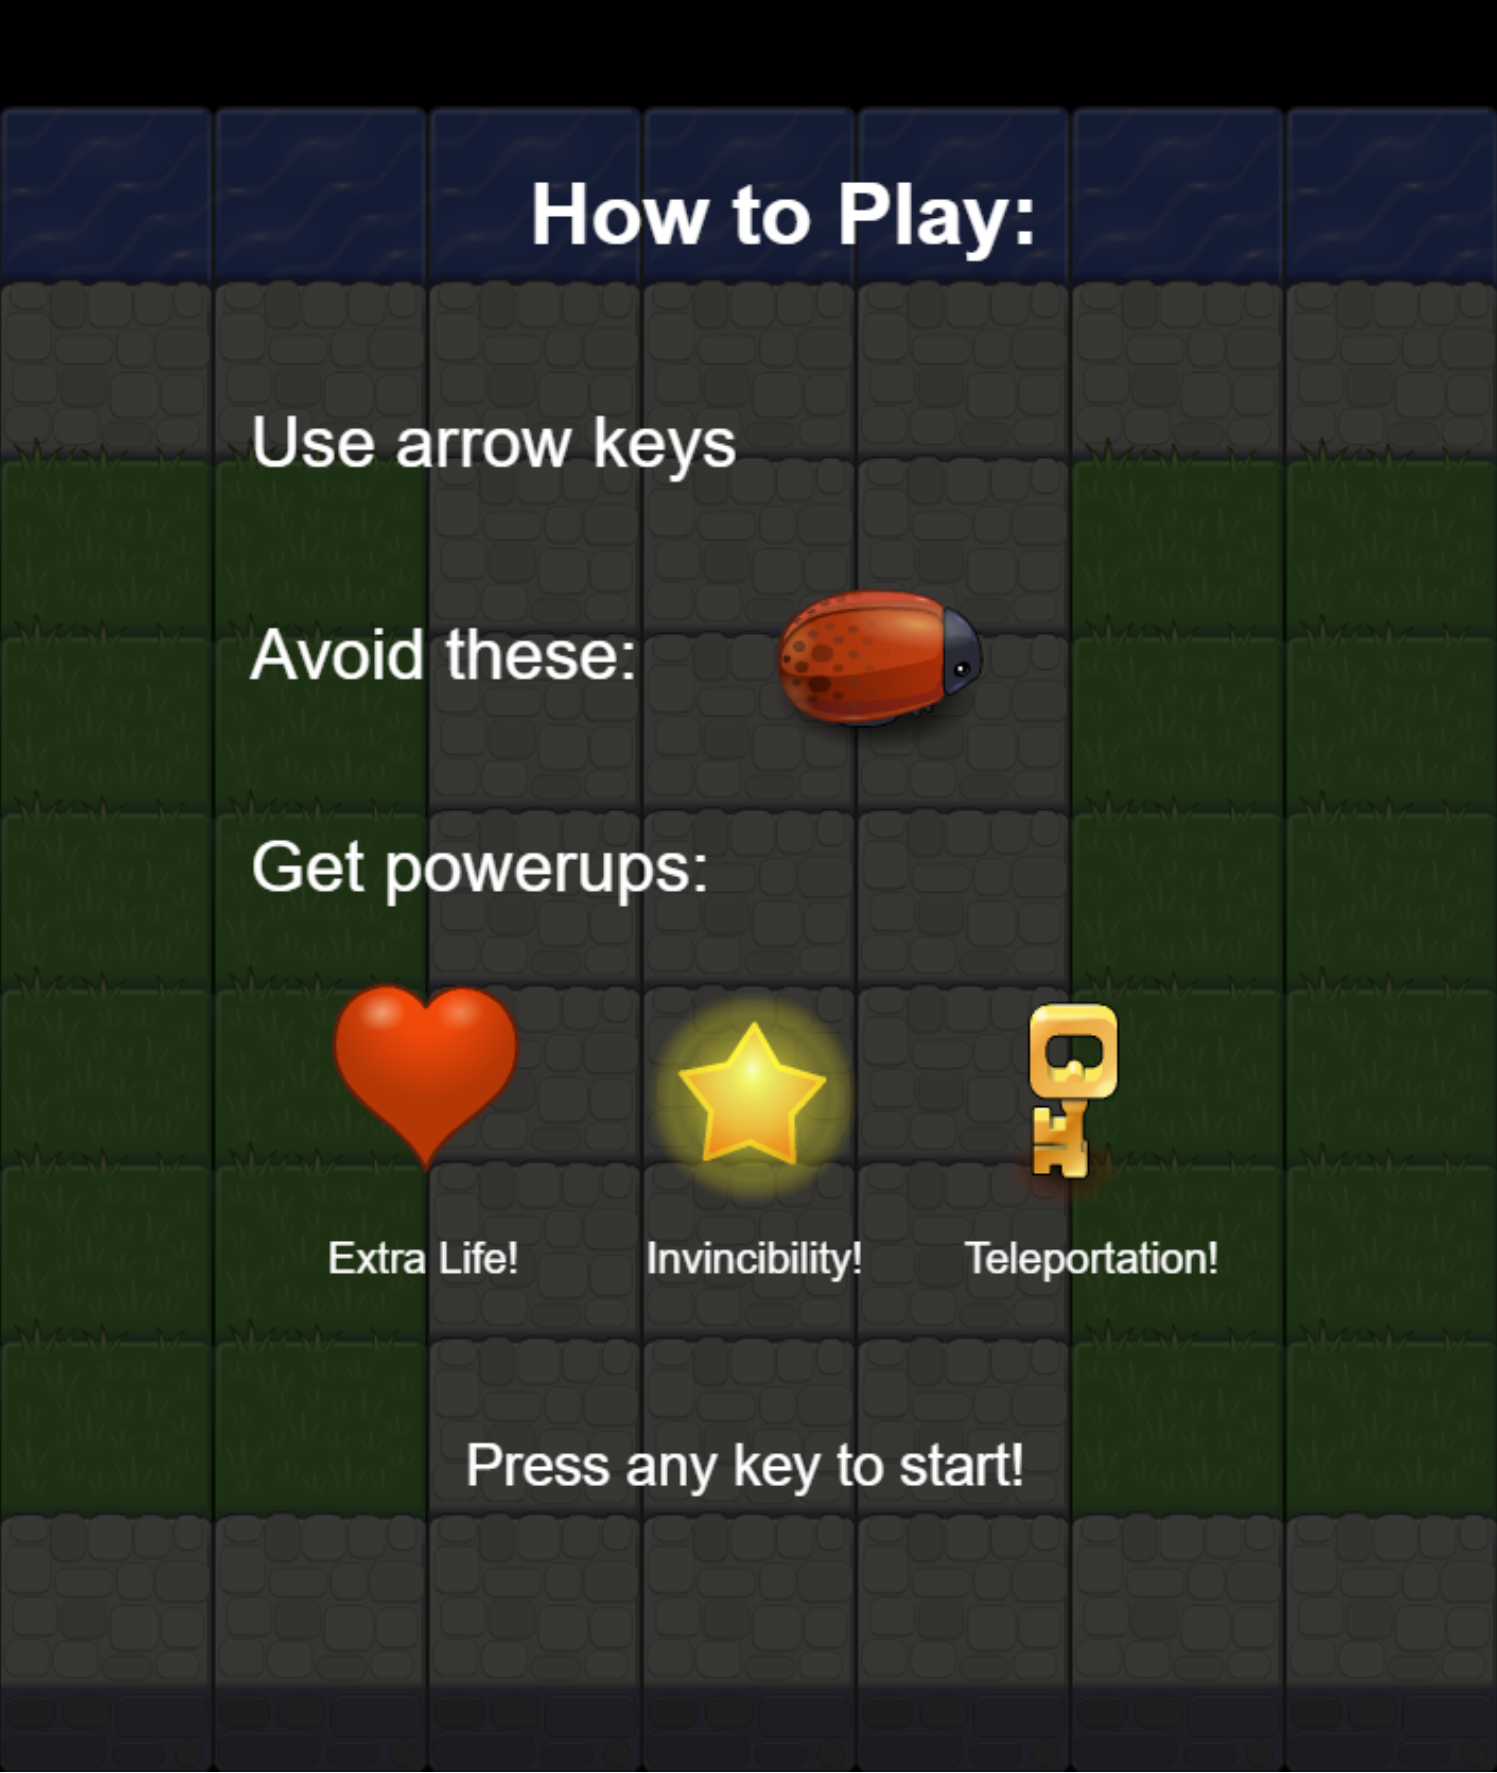 How to Play:
Use arrow keys
Avoid these:
Get powerups:
Extra Life! Invincibility! Teleportation!
Press any key to start!